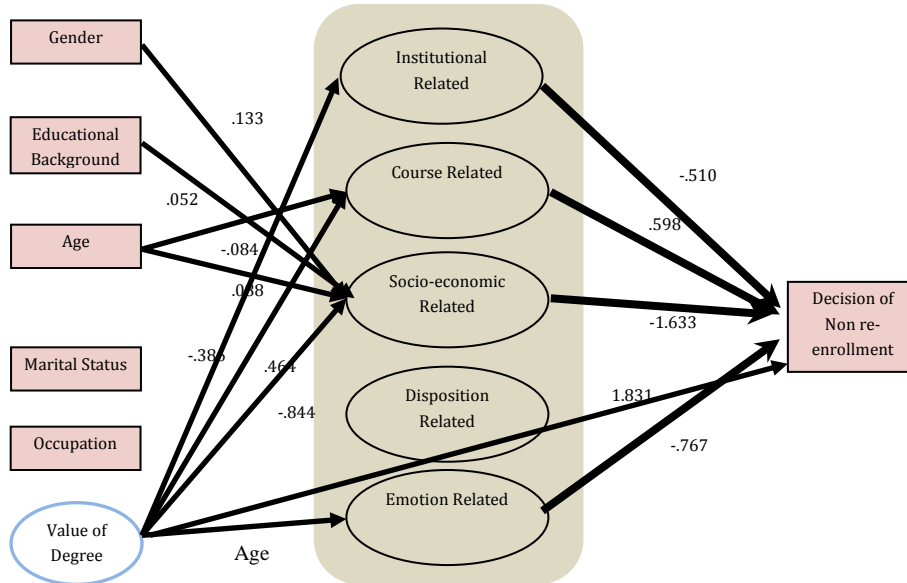 Gender
Educational
Background
Age
Marital Status
Occupation
Value of
Degree
.133
.052
-.084
.088
-.386
.464
-.844
Age
Institutional
Related
Course Related
Socio-economic
Related
Disposition
Related
Emotion Related
-.510
.598
-1.633
1.831
-.767
Decision of
Non re-
enrollment